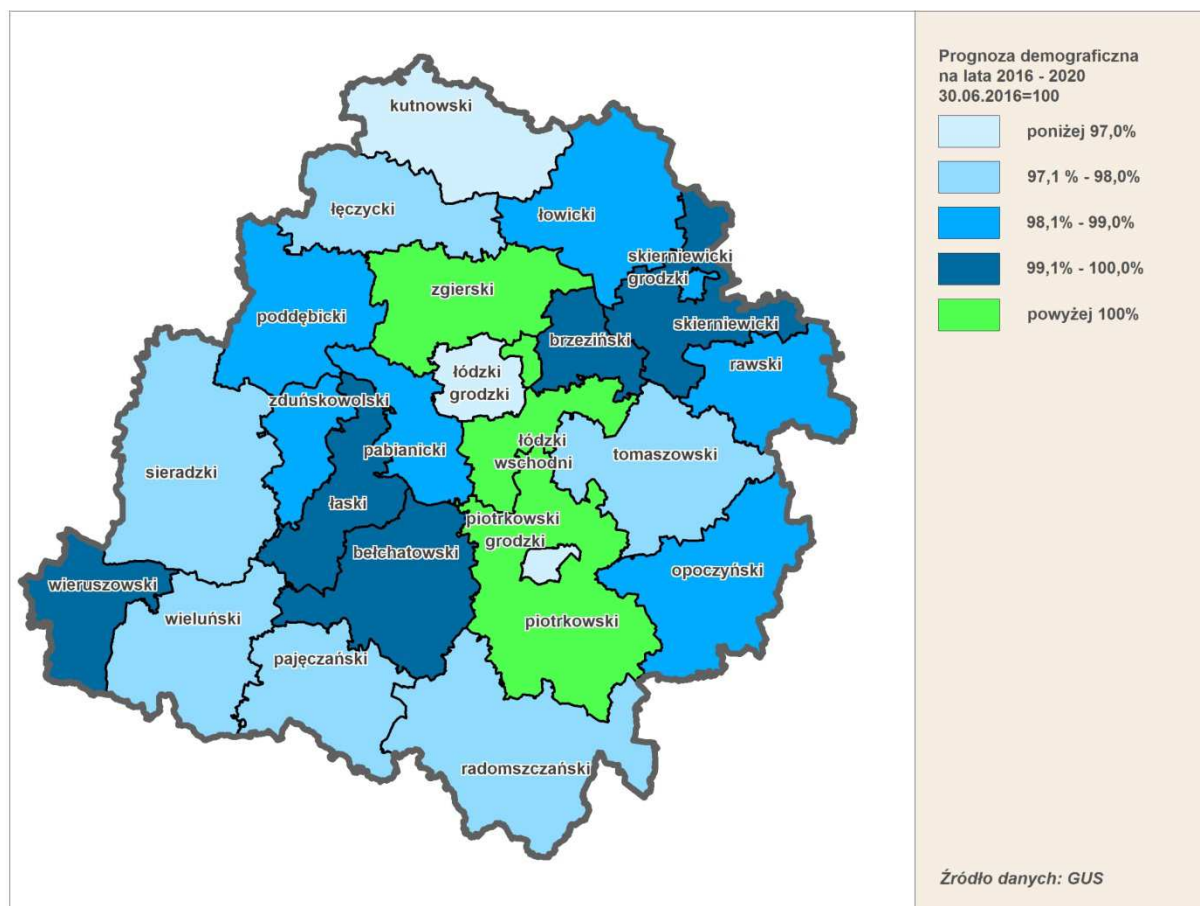 Prognoza demograficzna
na lata 2016 - 2020
30.06.2016=100
poniżej 97,0%
97,1 % - 98,0%
98,1% - 99,0%
99,1% - 100,0%
powyżej 100%
kutnowski
łęczycki
łowicki
skierniewicki
grodzki
zgierski
poddębicki
skierniewicki
brzeziński
rawski
łódzki
grodzki
zduńskowolski
łódzki
wschodni
pabianicki
tomaszowski
sieradzki
łaski
piotrkowski
grodzki
bełchatowski
opoczyński
wieruszowski
wieluński
piotrkowski
pajęczański
radomszczański
Źródło danych: GUS